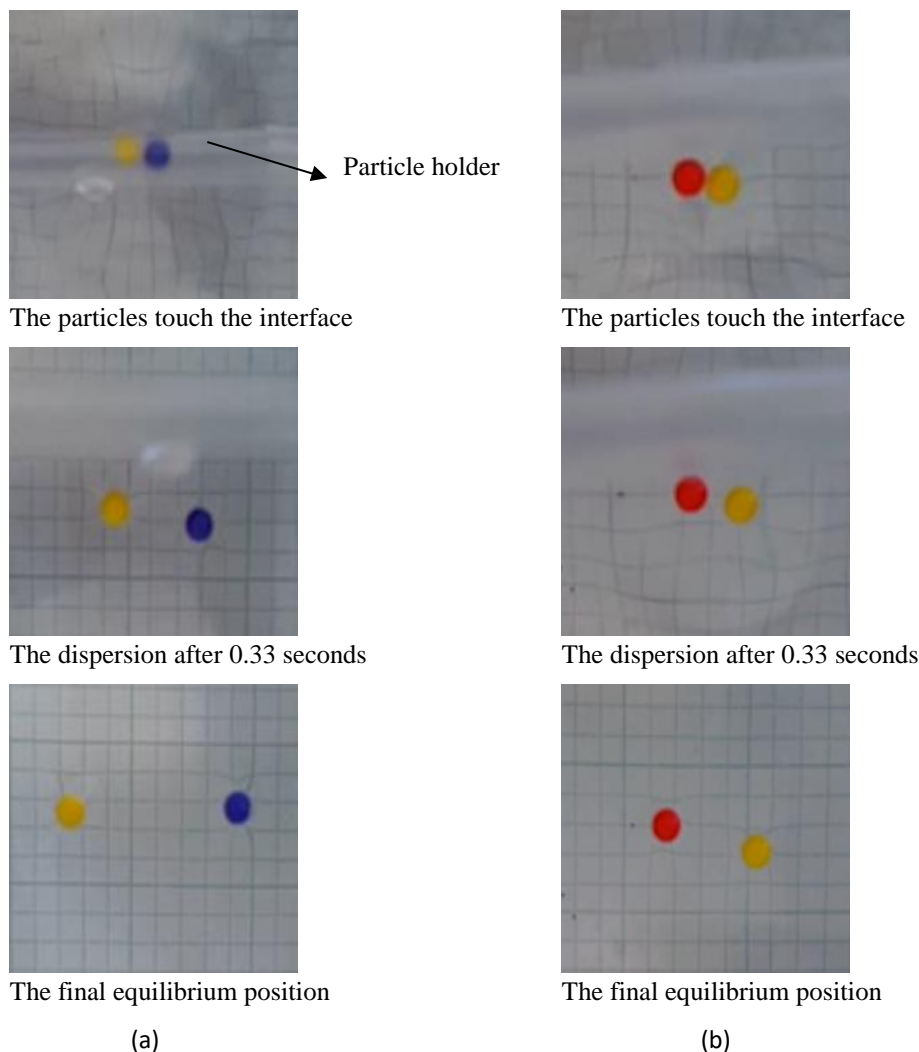 Particle holder
The particles touch the interface
The particles touch the interface
The dispersion after 0.33 seconds
The dispersion after 0.33 seconds
The final equilibrium position
The final equilibrium position
(a)
(b)